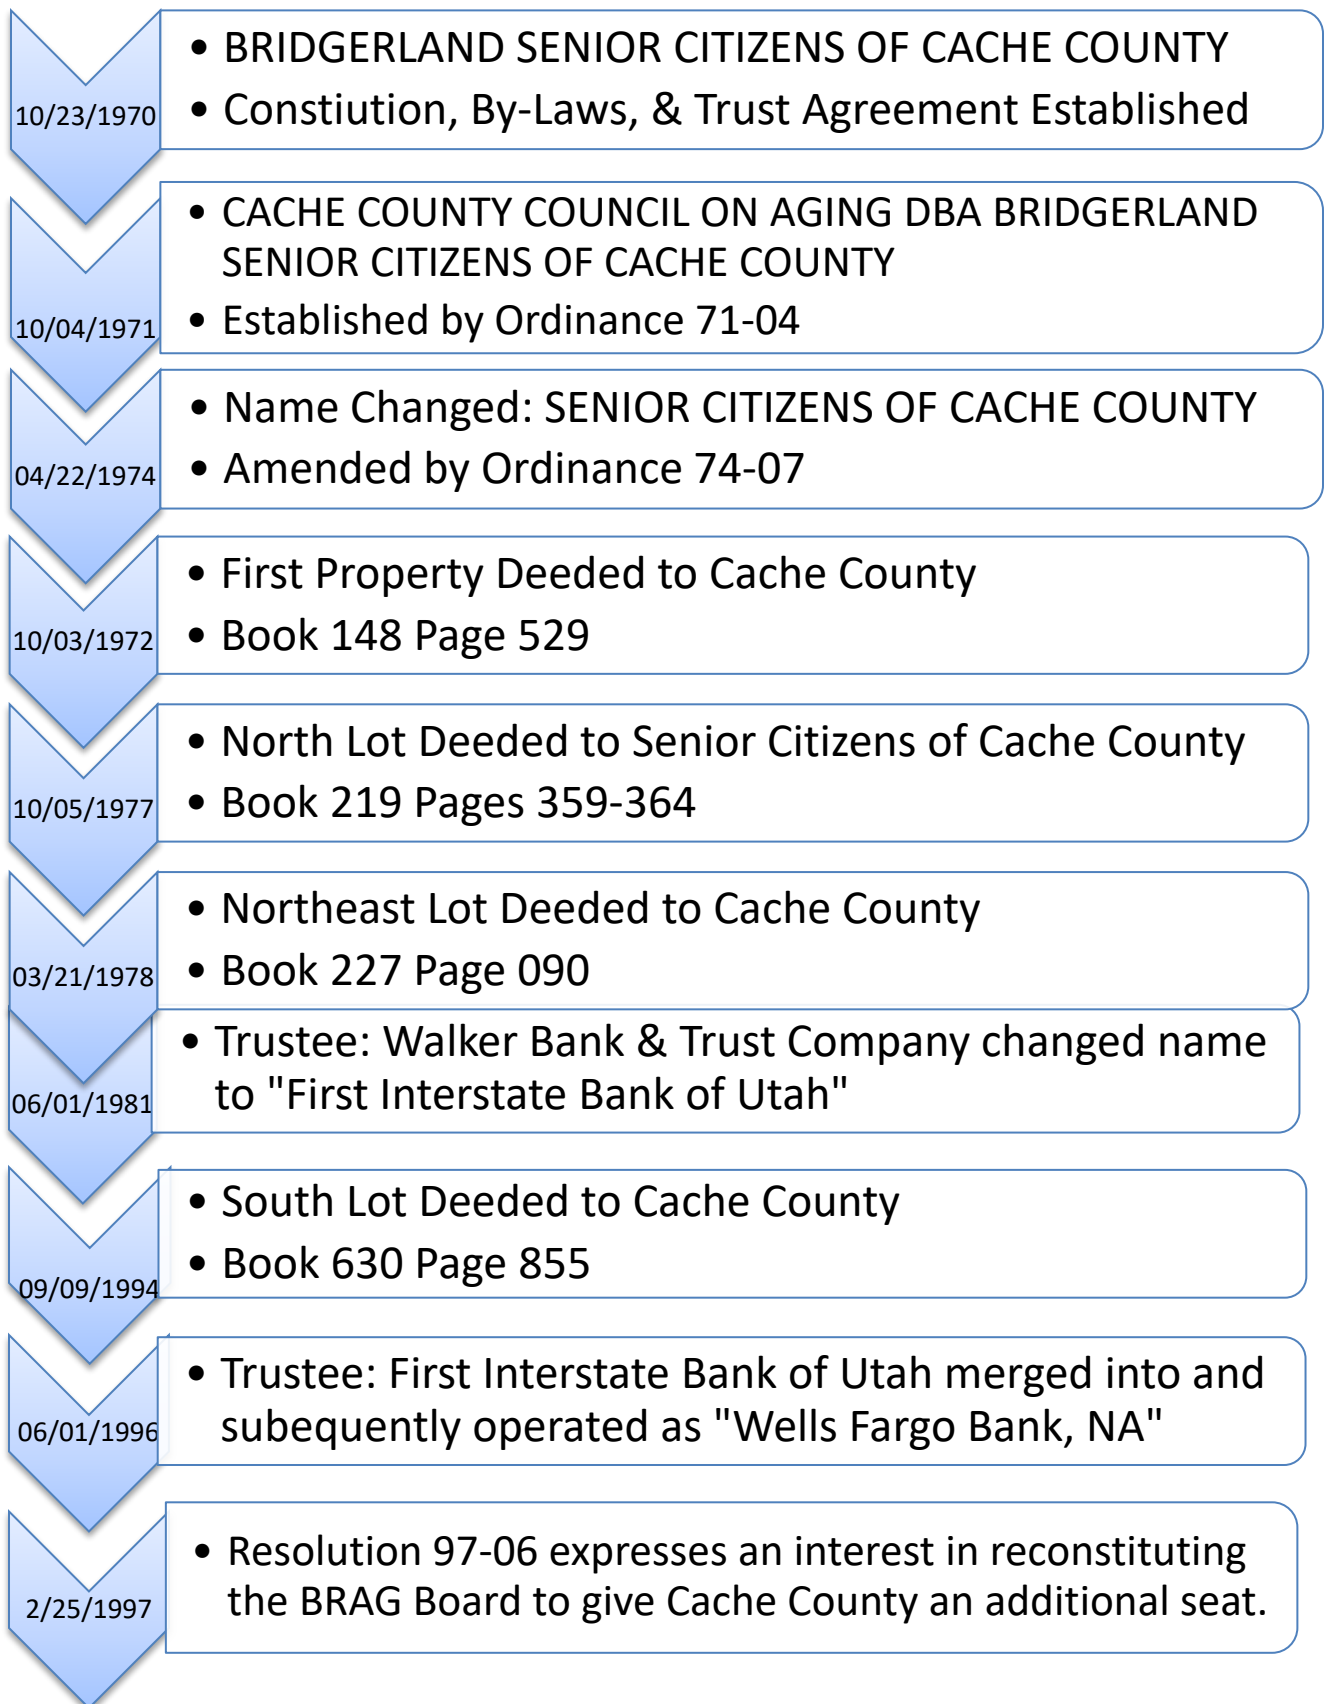 10/23/1970
• BRIDGERLAND SENIOR CITIZENS OF CACHE COUNTY
• Constiution, By-Laws, & Trust Agreement Established
10/04/1971
• CACHE COUNTY COUNCIL ON AGING DBA BRIDGERLAND
SENIOR CITIZENS OF CACHE COUNTY
• Established by Ordinance 71-04
04/22/1974
• Name Changed: SENIOR CITIZENS OF CACHE COUNTY
• Amended by Ordinance 74-07
10/03/1972
• First Property Deeded to Cache County
• Book 148 Page 529
10/05/1977
• North Lot Deeded to Senior Citizens of Cache County
• Book 219 Pages 359-364
03/21/1978
• Northeast Lot Deeded to Cache County
• Book 227 Page 090
06/01/1981
• Trustee: Walker Bank & Trust Company changed name
to "First Interstate Bank of Utah"
09/09/1994
• South Lot Deeded to Cache County
• Book 630 Page 855
06/01/1996
• Trustee: First Interstate Bank of Utah merged into and
subequently operated as "Wells Fargo Bank, NA"
2/25/1997
• Resolution 97-06 expresses an interest in reconstituting
the BRAG Board to give Cache County an additional seat.